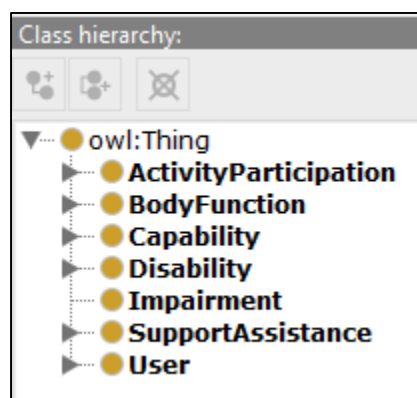 Class hierarchy:
owl:Thing
ActivityParticipation
BodyFunction
Capability
Disability
Impairment
SupportAssistance
User